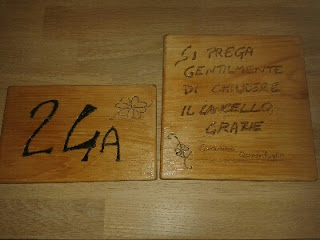 24A
SI PREGA
GENTILMENTE
DI CHIUDERE
IL CANCELLO,
GRAZIE